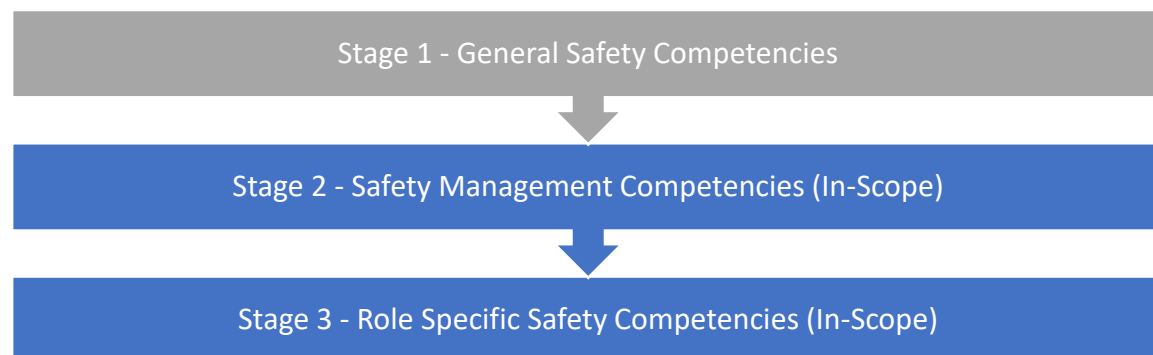 Stage 1 - General Safety Competencies
Stage 2 - Safety Management Competencies (In-Scope)
Stage 3 - Role Specific Safety Competencies (In-Scope)